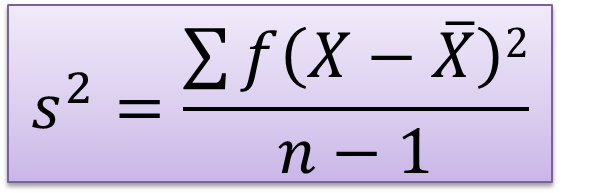 s² = ∑ f(X − X̄)² / n − 1